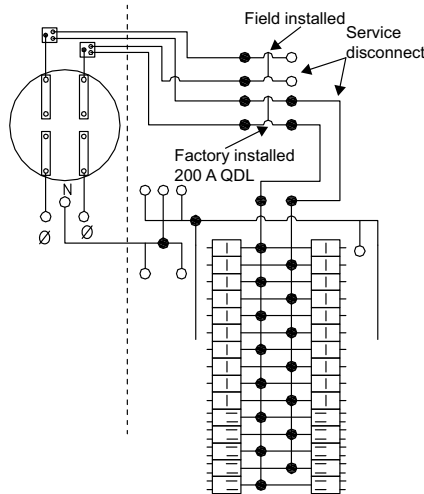 Field installed
Service
disconnect
Factory installed
200 A QDL
N
Ø
Ø